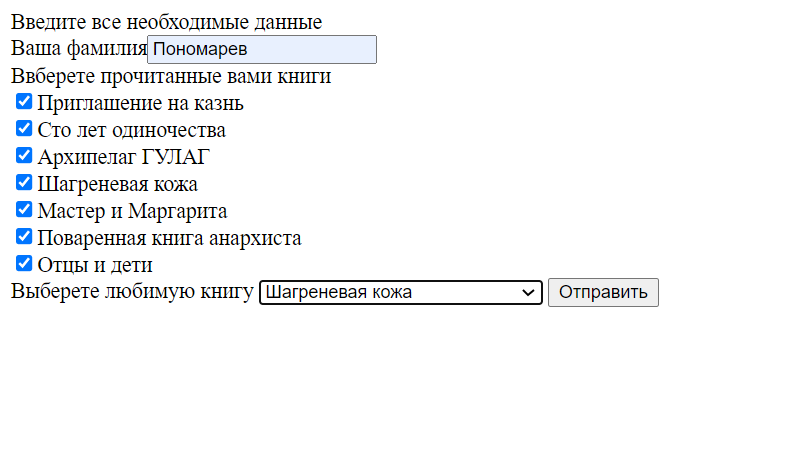 Введите все необходимые данные
Ваша фамилия Пономарев
Ввберете прочитанные вами книги
Приглашение на казнь
Сто лет одиночества
Архипелаг ГУЛАГ
Шагреневая кожа
Мастер и Маргарита
Поваренная книга анархиста
Отцы и дети
Выберете любимую книгу Шагреневая кожа Отправить